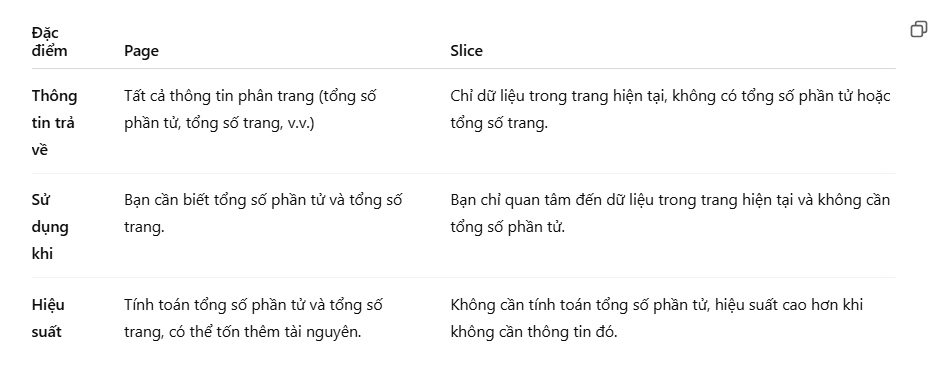 Đặc
điểm Page Slice
Thông Tất cả thông tin phân trang (tổng số Chỉ dữ liệu trong trang hiện tại, không có tổng số phần tử hoặc
tin trả phần tử, tổng số trang, v.v.) tổng số trang.
về
Sử Bạn cần biết tổng số phần tử và tổng số Bạn chỉ quan tâm đến dữ liệu trong trang hiện tại và không cần
dụng trang. tổng số phần tử.
khi
Hiệu Tính toán tổng số phần tử và tổng số Không cần tính toán tổng số phần tử, hiệu suất cao hơn khi
suất trang, có thể tốn thêm tài nguyên. không cần thông tin đó.